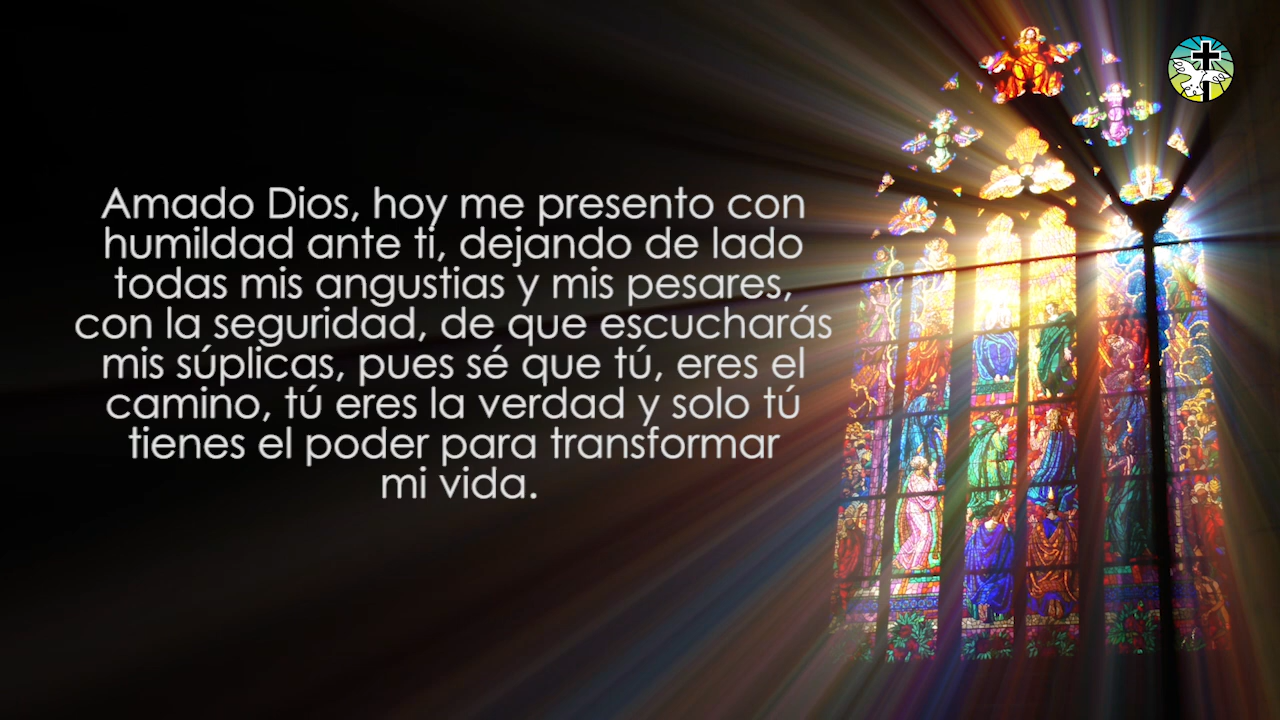 Amado Dios, hoy me presento con
humildad ante ti, dejando de lado
todas mis angustias y mis pesares,
con la seguridad, de que escucharás
mis súplicas, pues sé que tú, eres el
camino, tú eres la verdad y solo tú
tienes el poder para transformar
mi vida.